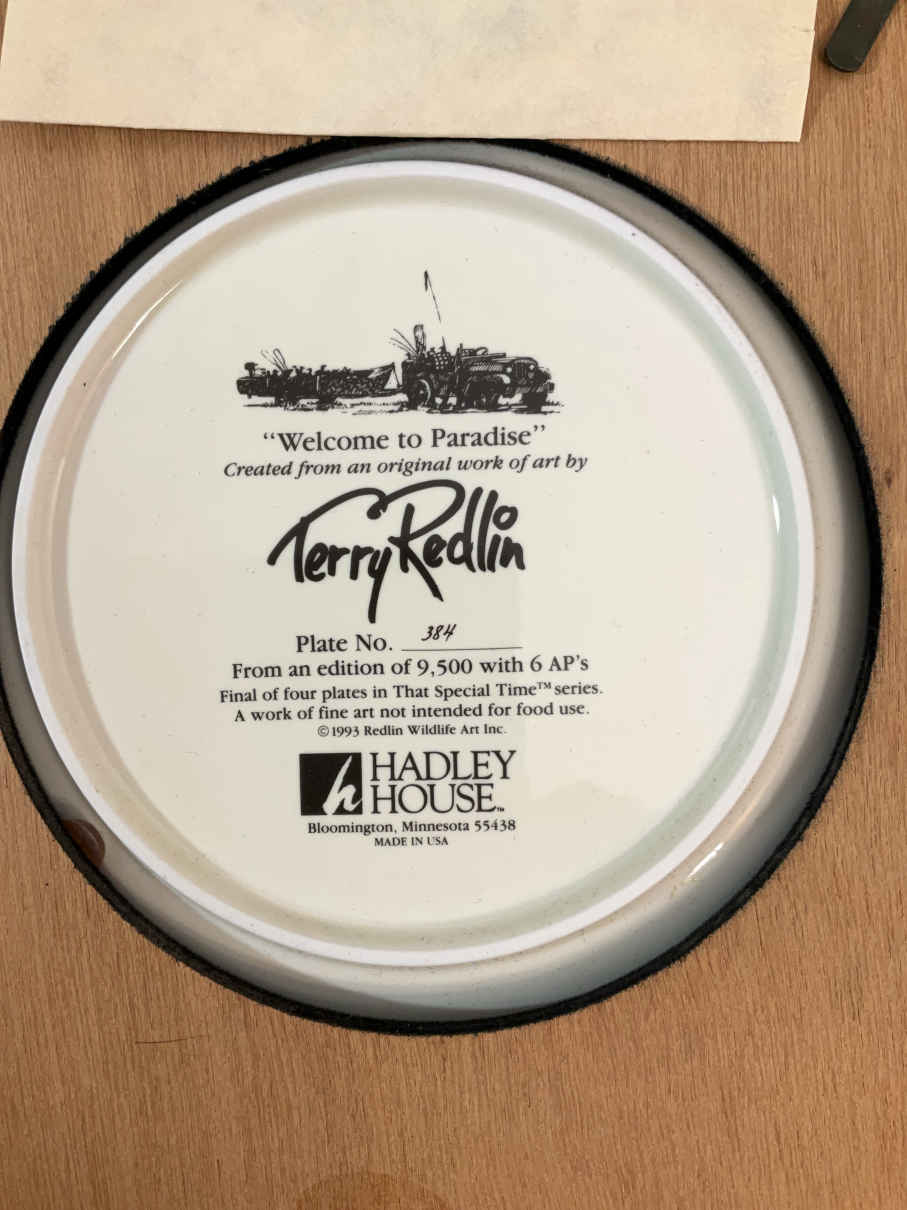 “Welcome to Paradise”
Created from an original work of art by
Terry Redlin
Plate No. 384
From an edition of 9,500 with 6 AP's
Final of four plates in That Special Time™ series.
A work of fine art not intended for food use.
©1993 Redlin Wildlife Art Inc.
h HADLEY
HOUSE™
Bloomington, Minnesota 55438
MADE IN USA